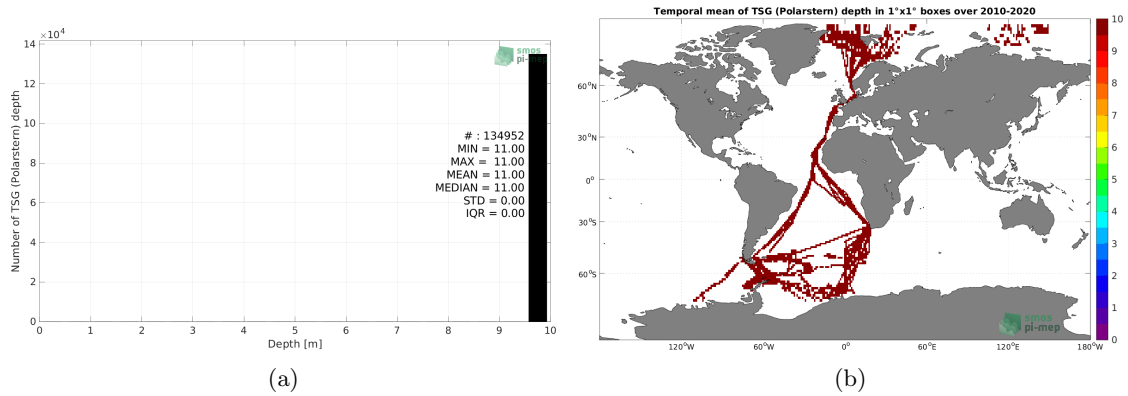 ×10⁴
14
12
10
8
6
4
2
0
Number of TSG (Polarstern) depth
smos
pi-mep
# : 134952
MIN = 11.00
MAX = 11.00
MEAN = 11.00
MEDIAN = 11.00
STD = 0.00
IQR = 0.00
0 1 2 3 4 5 6 7 8 9 10
Depth [m]
(a)
Temporal mean of TSG (Polarstern) depth in 1°x1° boxes over 2010-2020
60°N
30°N
0°
30°S
60°S
120°W 60°W 0° 60°E 120°E 180°W
smos
pi-mep
10
9
8
7
6
5
4
3
2
1
0
(b)